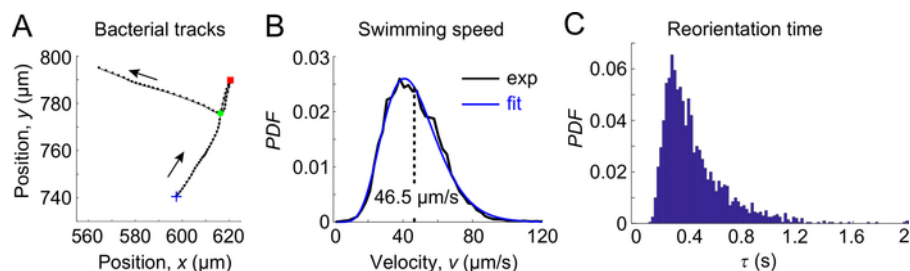 A Bacterial tracks
800
780
760
740
Position, y (µm)
560 580 600 620
Position, x (µm)
B Swimming speed
0.03
0.02
0.01
0
PDF
exp
fit
46.5 µm/s
0 40 80 120
Velocity, v (µm/s)
C Reorientation time
0.06
0.04
0.02
0
PDF
0 0.4 0.8 1.2 1.6 2
τ (s)